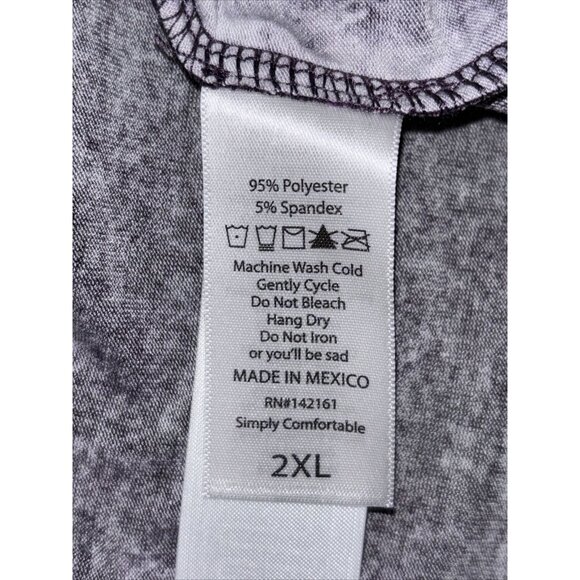 95% Polyester
5% Spandex
Machine Wash Cold
Gently Cycle
Do Not Bleach
Hang Dry
Do Not Iron
or you'll be sad
MADE IN MEXICO
RN#142161
Simply Comfortable
2XL